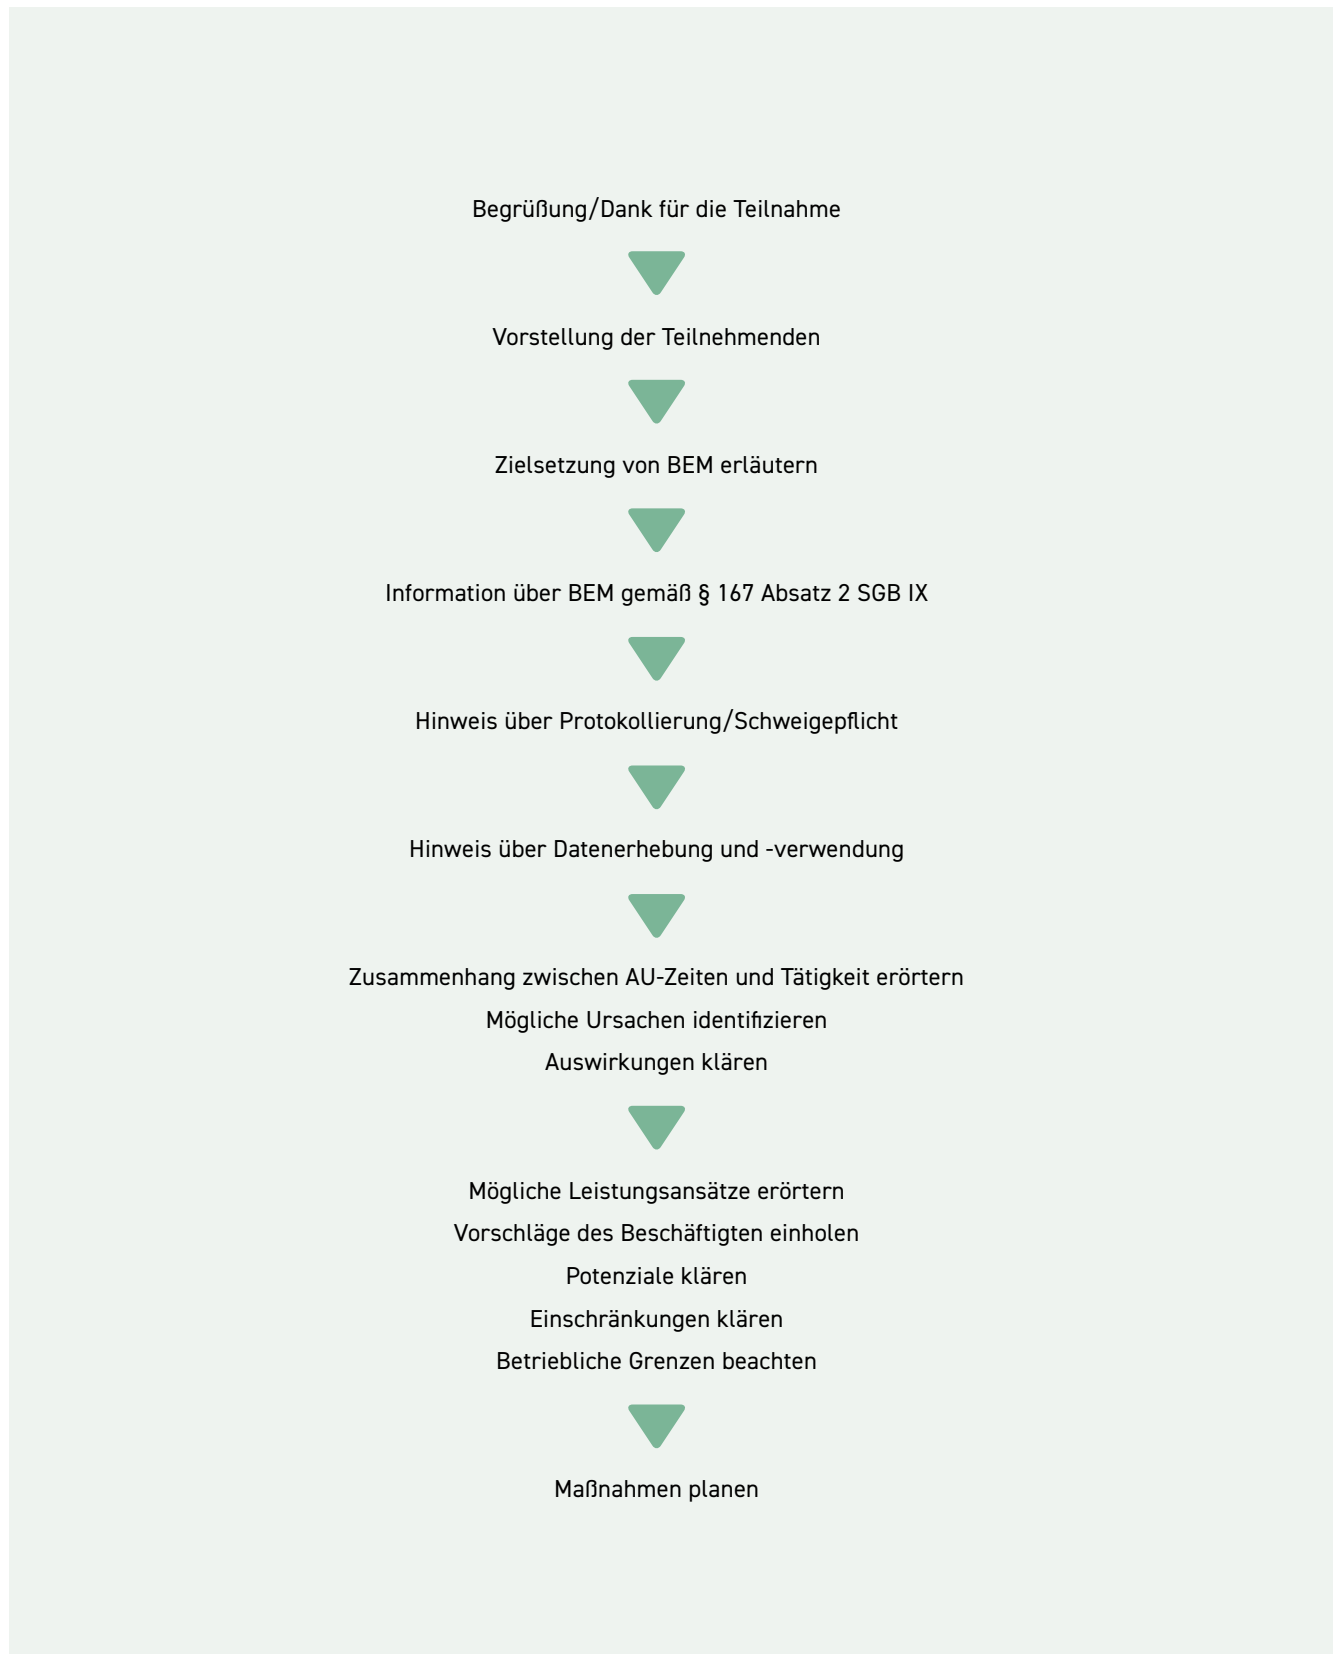 Begrüßung/Dank für die Teilnahme
Vorstellung der Teilnehmenden
Zielsetzung von BEM erläutern
Information über BEM gemäß § 167 Absatz 2 SGB IX
Hinweis über Protokollierung/Schweigepflicht
Hinweis über Datenerhebung und -verwendung
Zusammenhang zwischen AU-Zeiten und Tätigkeit erörtern
Mögliche Ursachen identifizieren
Auswirkungen klären
Mögliche Leistungsansätze erörtern
Vorschläge des Beschäftigten einholen
Potenziale klären
Einschränkungen klären
Betriebliche Grenzen beachten
Maßnahmen planen